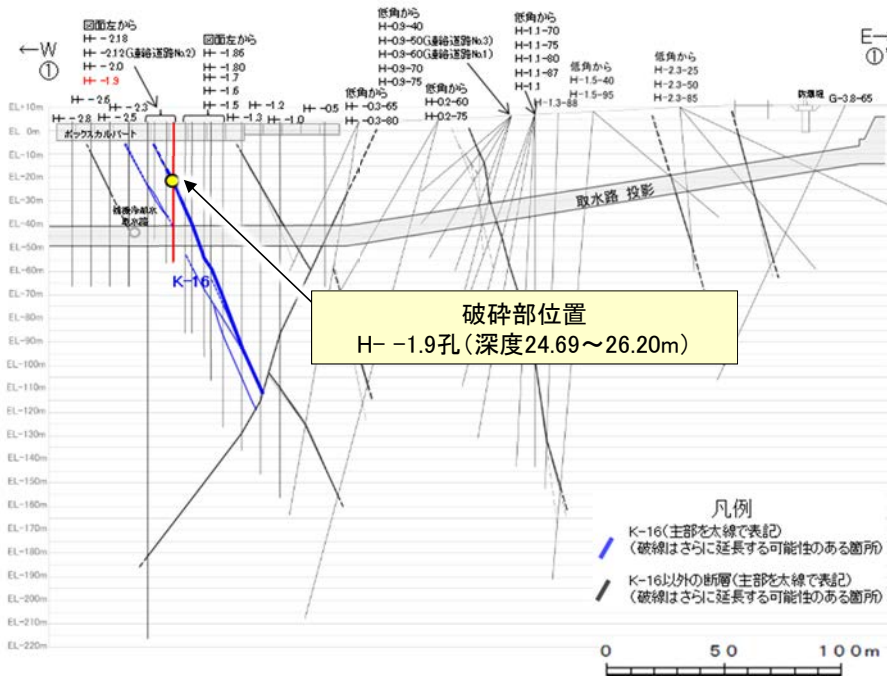 ←W
①
E→
①'
図面左から
H- -2.18
H- -2.12(連絡道路No.2)
H- -2.0
H- -1.9
図面左から
H- -1.86
H- -1.80
H- -1.7
H- -1.6
H- -1.5
H- -2.8
H- -2.6
H- -2.5
H- -2.3
H- -1.3
H- -1.2
H- -1.0
H- -0.5
低角から
H-0.3-65
H-0.3-80
低角から
H-0.9-40
H-0.9-50(連絡道路No.3)
H-0.9-60(連絡道路No.1)
H-0.9-70
H-0.9-75
低角から
H-0.2-60
H-0.2-75
低角から
H-1.1-70
H-1.1-75
H-1.1-80
H-1.1-87
H-1.1
H-1.3-88
低角から
H-1.5-40
H-1.5-95
低角から
H-2.3-25
H-2.3-50
H-2.3-85
防潮堤
G-3.8-65
EL+10m
EL 0m
EL-10m
EL-20m
EL-30m
EL-40m
EL-50m
EL-60m
EL-70m
EL-80m
EL-90m
EL-100m
EL-110m
EL-120m
EL-130m
EL-140m
EL-150m
EL-160m
EL-170m
EL-180m
EL-190m
EL-200m
EL-210m
EL-220m
ボックスカルバート
補機冷却水
取水路
取水路 投影
K-16
破砕部位置
H- -1.9孔(深度24.69～26.20m)
凡例
K-16(主部を太線で表記)
(破線はさらに延長する可能性のある箇所)
K-16以外の断層(主部を太線で表記)
(破線はさらに延長する可能性のある箇所)
0 50 100m